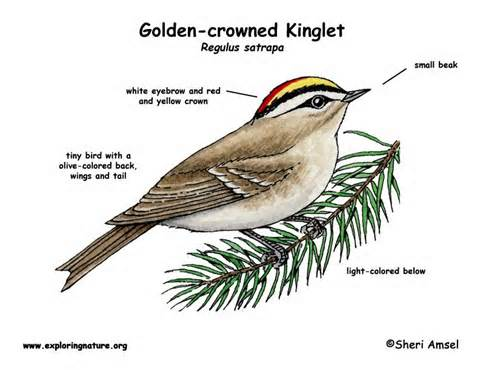 Golden-crowned Kinglet
Regulus satrapa
small beak
white eyebrow and red
and yellow crown
tiny bird with a
olive-colored back,
wings and tail
light-colored below
www.exploringnature.org
©Sheri Amsel